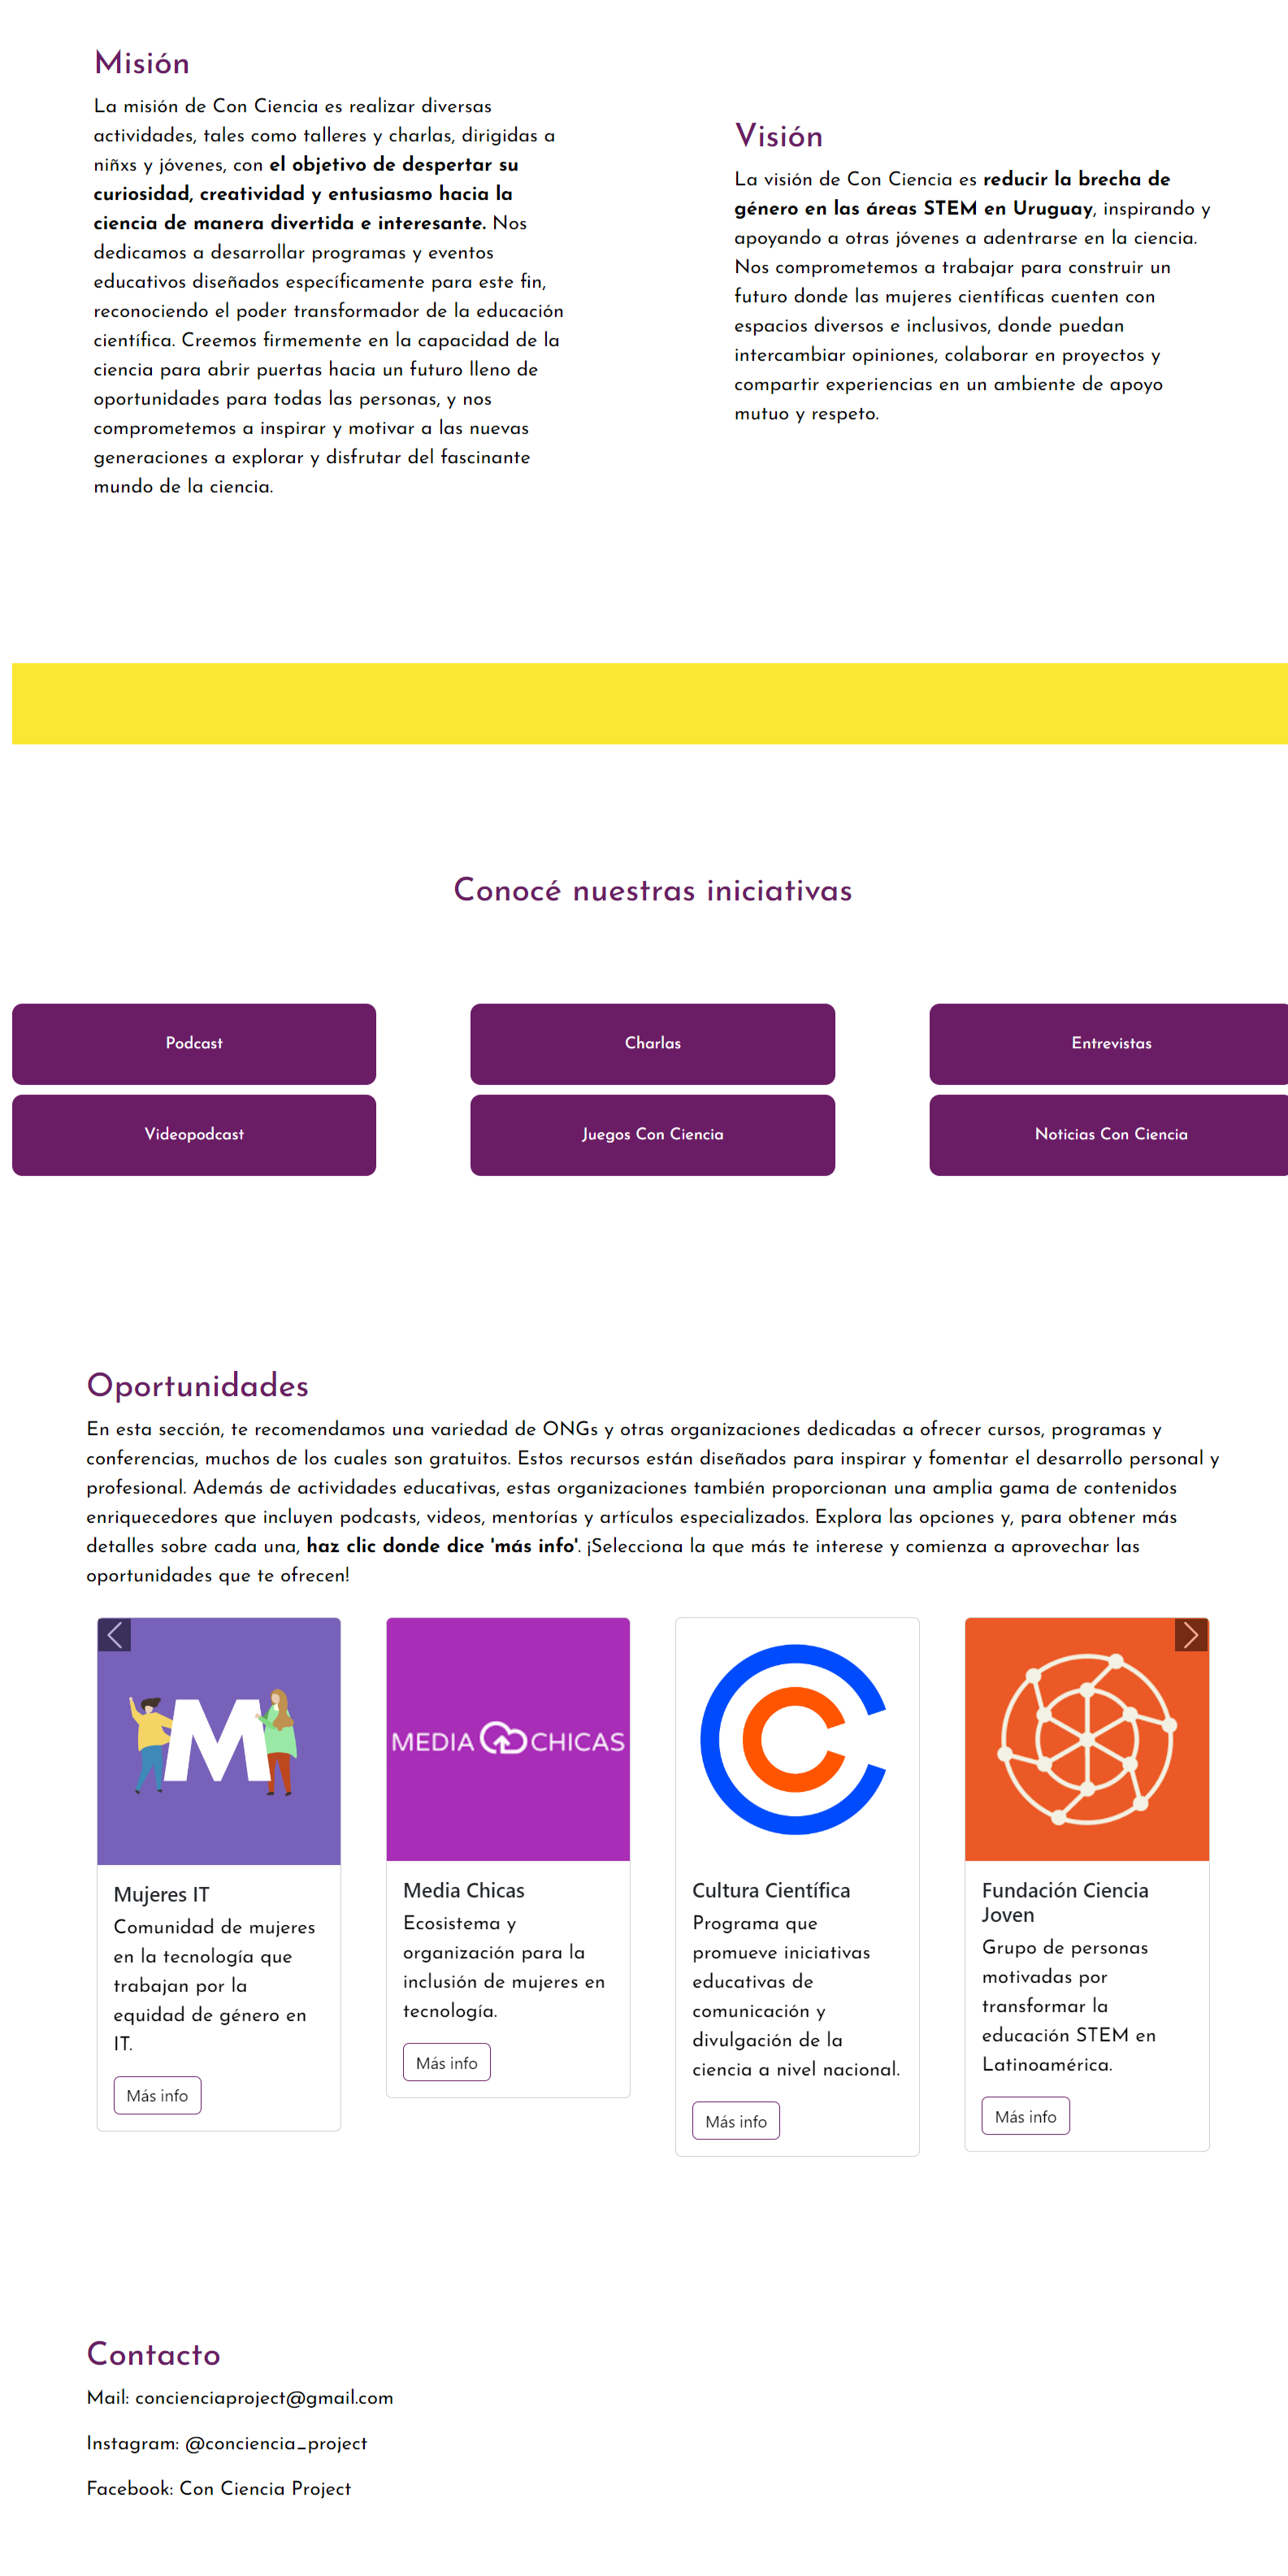 Misión
La misión de Con Ciencia es realizar diversas
actividades, tales como talleres y charlas, dirigidas a
niñxs y jóvenes, con el objetivo de despertar su
curiosidad, creatividad y entusiasmo hacia la
ciencia de manera divertida e interesante. Nos
dedicamos a desarrollar programas y eventos
educativos diseñados específicamente para este fin,
reconociendo el poder transformador de la educación
científica. Creemos firmemente en la capacidad de la
ciencia para abrir puertas hacia un futuro lleno de
oportunidades para todas las personas, y nos
comprometemos a inspirar y motivar a las nuevas
generaciones a explorar y disfrutar del fascinante
mundo de la ciencia.
Visión
La visión de Con Ciencia es reducir la brecha de
género en las áreas STEM en Uruguay, inspirando y
apoyando a otras jóvenes a adentrarse en la ciencia.
Nos comprometemos a trabajar para construir un
futuro donde las mujeres científicas cuenten con
espacios diversos e inclusivos, donde puedan
intercambiar opiniones, colaborar en proyectos y
compartir experiencias en un ambiente de apoyo
mutuo y respeto.
Conocé nuestras iniciativas
Podcast
Charlas
Entrevistas
Videopodcast
Juegos Con Ciencia
Noticias Con Ciencia
Oportunidades
En esta sección, te recomendamos una variedad de ONGs y otras organizaciones dedicadas a ofrecer cursos, programas y
conferencias, muchos de los cuales son gratuitos. Estos recursos están diseñados para inspirar y fomentar el desarrollo personal y
profesional. Además de actividades educativas, estas organizaciones también proporcionan una amplia gama de contenidos
enriquecedores que incluyen podcasts, videos, mentorías y artículos especializados. Explora las opciones y, para obtener más
detalles sobre cada una, haz clic donde dice 'más info'. ¡Selecciona la que más te interese y comienza a aprovechar las
oportunidades que te ofrecen!
M
Mujeres IT
Comunidad de mujeres
en la tecnología que
trabajan por la
equidad de género en
IT.
Más info
MEDIA CHICAS
Media Chicas
Ecosistema y
organización para la
inclusión de mujeres en
tecnología.
Más info
Cultura Científica
Programa que
promueve iniciativas
educativas de
comunicación y
divulgación de la
ciencia a nivel nacional.
Más info
Fundación Ciencia
Joven
Grupo de personas
motivadas por
transformar la
educación STEM en
Latinoamérica.
Más info
Contacto
Mail: concienciaproject@gmail.com
Instagram: @conciencia_project
Facebook: Con Ciencia Project